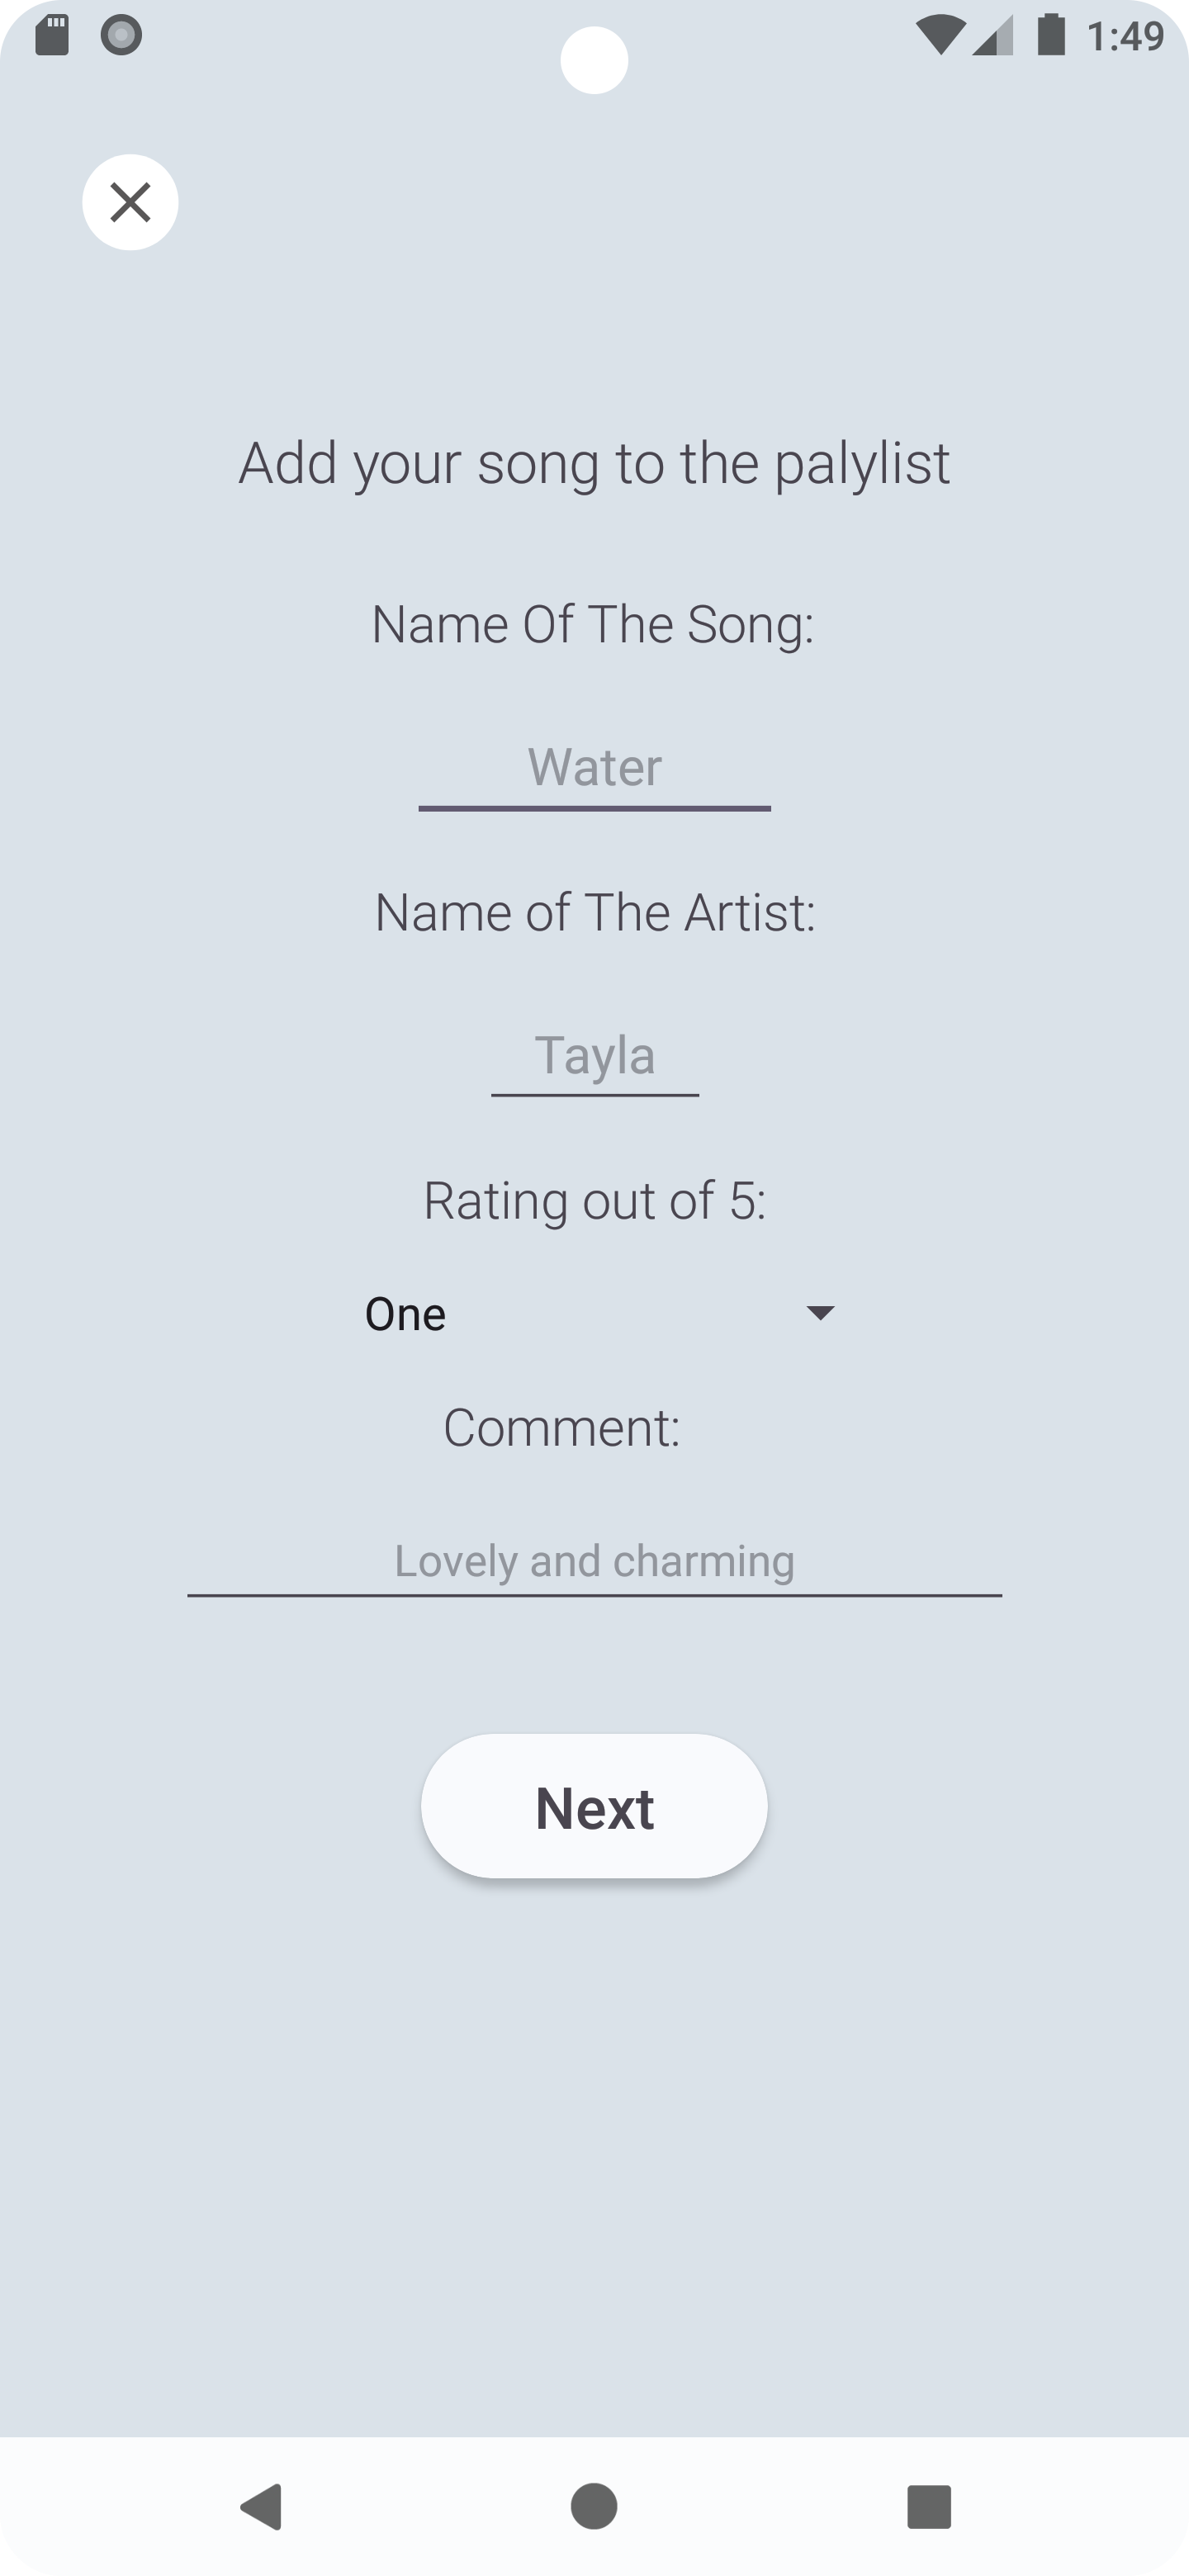 1:49
Add your song to the palylist
Name Of The Song:
Water
Name of The Artist:
Tayla
Rating out of 5:
One
Comment:
Lovely and charming
Next